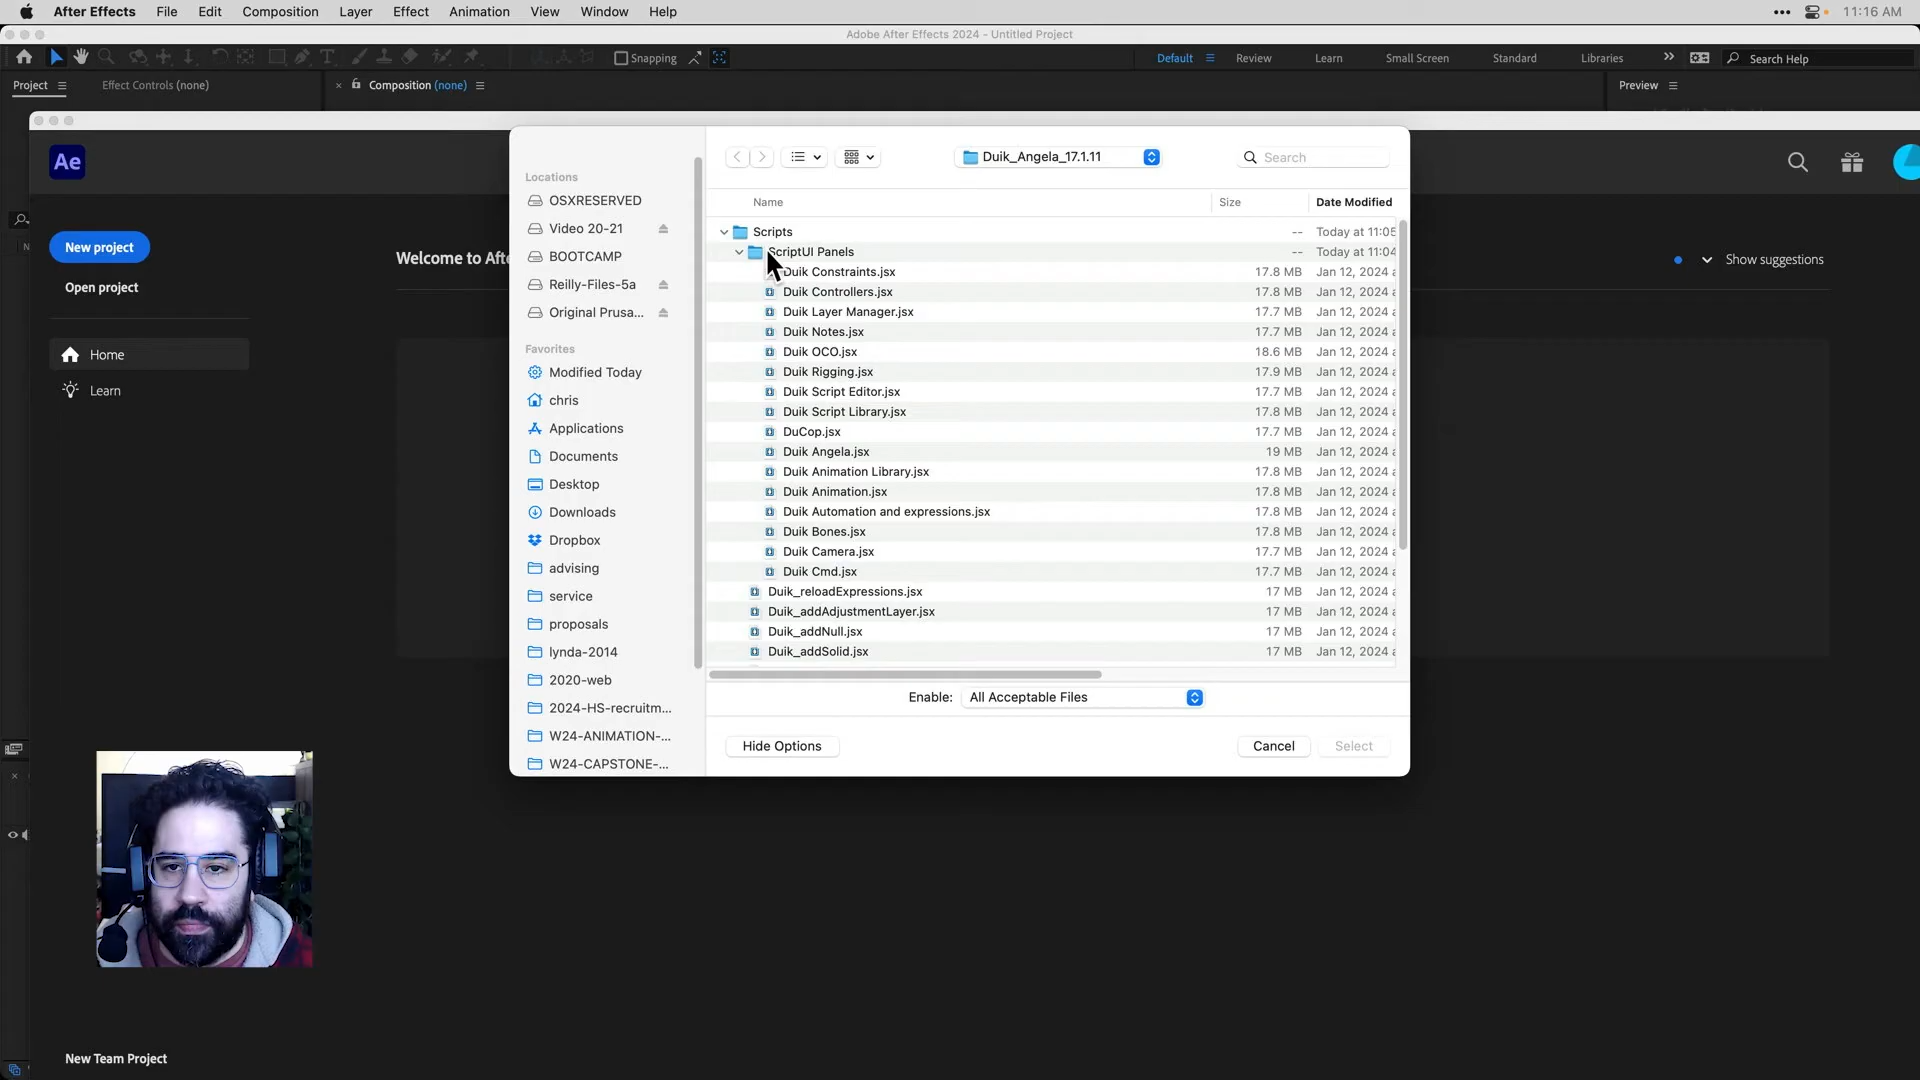 After Effects File Edit Composition Layer Effect Animation View Window Help 11:16 AM
Adobe After Effects 2024 - Untitled Project
Snapping Default Review Learn Small Screen Standard Libraries Search Help
Project Effect Controls (none) Composition (none) Preview
Ae
New project
Open project
Home
Learn
Welcome to Afte
Show suggestions
New Team Project
Locations
OSXRESERVED
Video 20-21
BOOTCAMP
Reilly-Files-5a
Original Prusa...
Favorites
Modified Today
chris
Applications
Documents
Desktop
Downloads
Dropbox
advising
service
proposals
lynda-2014
2020-web
2024-HS-recruitm...
W24-ANIMATION-...
W24-CAPSTONE-...
Duik_Angela_17.1.11
Search
Name Size Date Modified
Scripts -- Today at 11:05
ScriptUI Panels -- Today at 11:04
Duik Constraints.jsx 17.8 MB Jan 12, 2024 a
Duik Controllers.jsx 17.8 MB Jan 12, 2024 a
Duik Layer Manager.jsx 17.7 MB Jan 12, 2024 a
Duik Notes.jsx 17.7 MB Jan 12, 2024 a
Duik OCO.jsx 18.6 MB Jan 12, 2024 a
Duik Rigging.jsx 17.9 MB Jan 12, 2024 a
Duik Script Editor.jsx 17.7 MB Jan 12, 2024 a
Duik Script Library.jsx 17.8 MB Jan 12, 2024 a
DuCop.jsx 17.7 MB Jan 12, 2024 a
Duik Angela.jsx 19 MB Jan 12, 2024 a
Duik Animation Library.jsx 17.8 MB Jan 12, 2024 a
Duik Animation.jsx 17.8 MB Jan 12, 2024 a
Duik Automation and expressions.jsx 17.8 MB Jan 12, 2024 a
Duik Bones.jsx 17.8 MB Jan 12, 2024 a
Duik Camera.jsx 17.7 MB Jan 12, 2024 a
Duik Cmd.jsx 17.7 MB Jan 12, 2024 a
Duik_reloadExpressions.jsx 17 MB Jan 12, 2024 a
Duik_addAdjustmentLayer.jsx 17 MB Jan 12, 2024 a
Duik_addNull.jsx 17 MB Jan 12, 2024 a
Duik_addSolid.jsx 17 MB Jan 12, 2024 a
Enable: All Acceptable Files
Hide Options Cancel Select